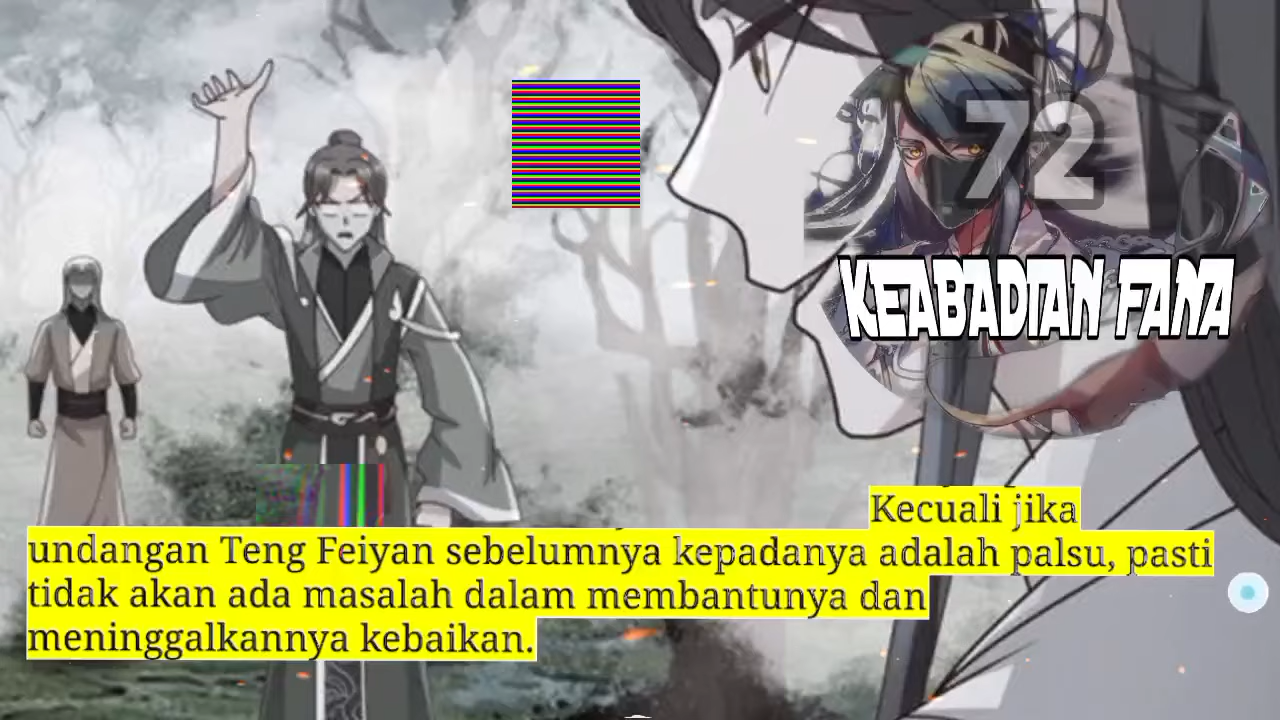 72
KEABADIAN FANA
Kecuali jika
undangan Teng Feiyan sebelumnya kepadanya adalah palsu, pasti
tidak akan ada masalah dalam membantunya dan
meninggalkannya kebaikan.